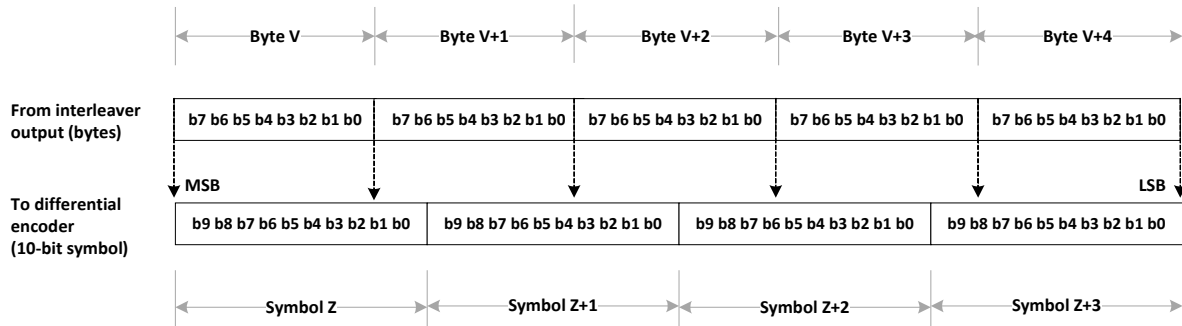 Byte V Byte V+1 Byte V+2 Byte V+3 Byte V+4
From interleaver
output (bytes)
b7 b6 b5 b4 b3 b2 b1 b0 b7 b6 b5 b4 b3 b2 b1 b0 b7 b6 b5 b4 b3 b2 b1 b0 b7 b6 b5 b4 b3 b2 b1 b0 b7 b6 b5 b4 b3 b2 b1 b0
MSB LSB
To differential
encoder
(10-bit symbol)
b9 b8 b7 b6 b5 b4 b3 b2 b1 b0 b9 b8 b7 b6 b5 b4 b3 b2 b1 b0 b9 b8 b7 b6 b5 b4 b3 b2 b1 b0 b9 b8 b7 b6 b5 b4 b3 b2 b1 b0
Symbol Z Symbol Z+1 Symbol Z+2 Symbol Z+3